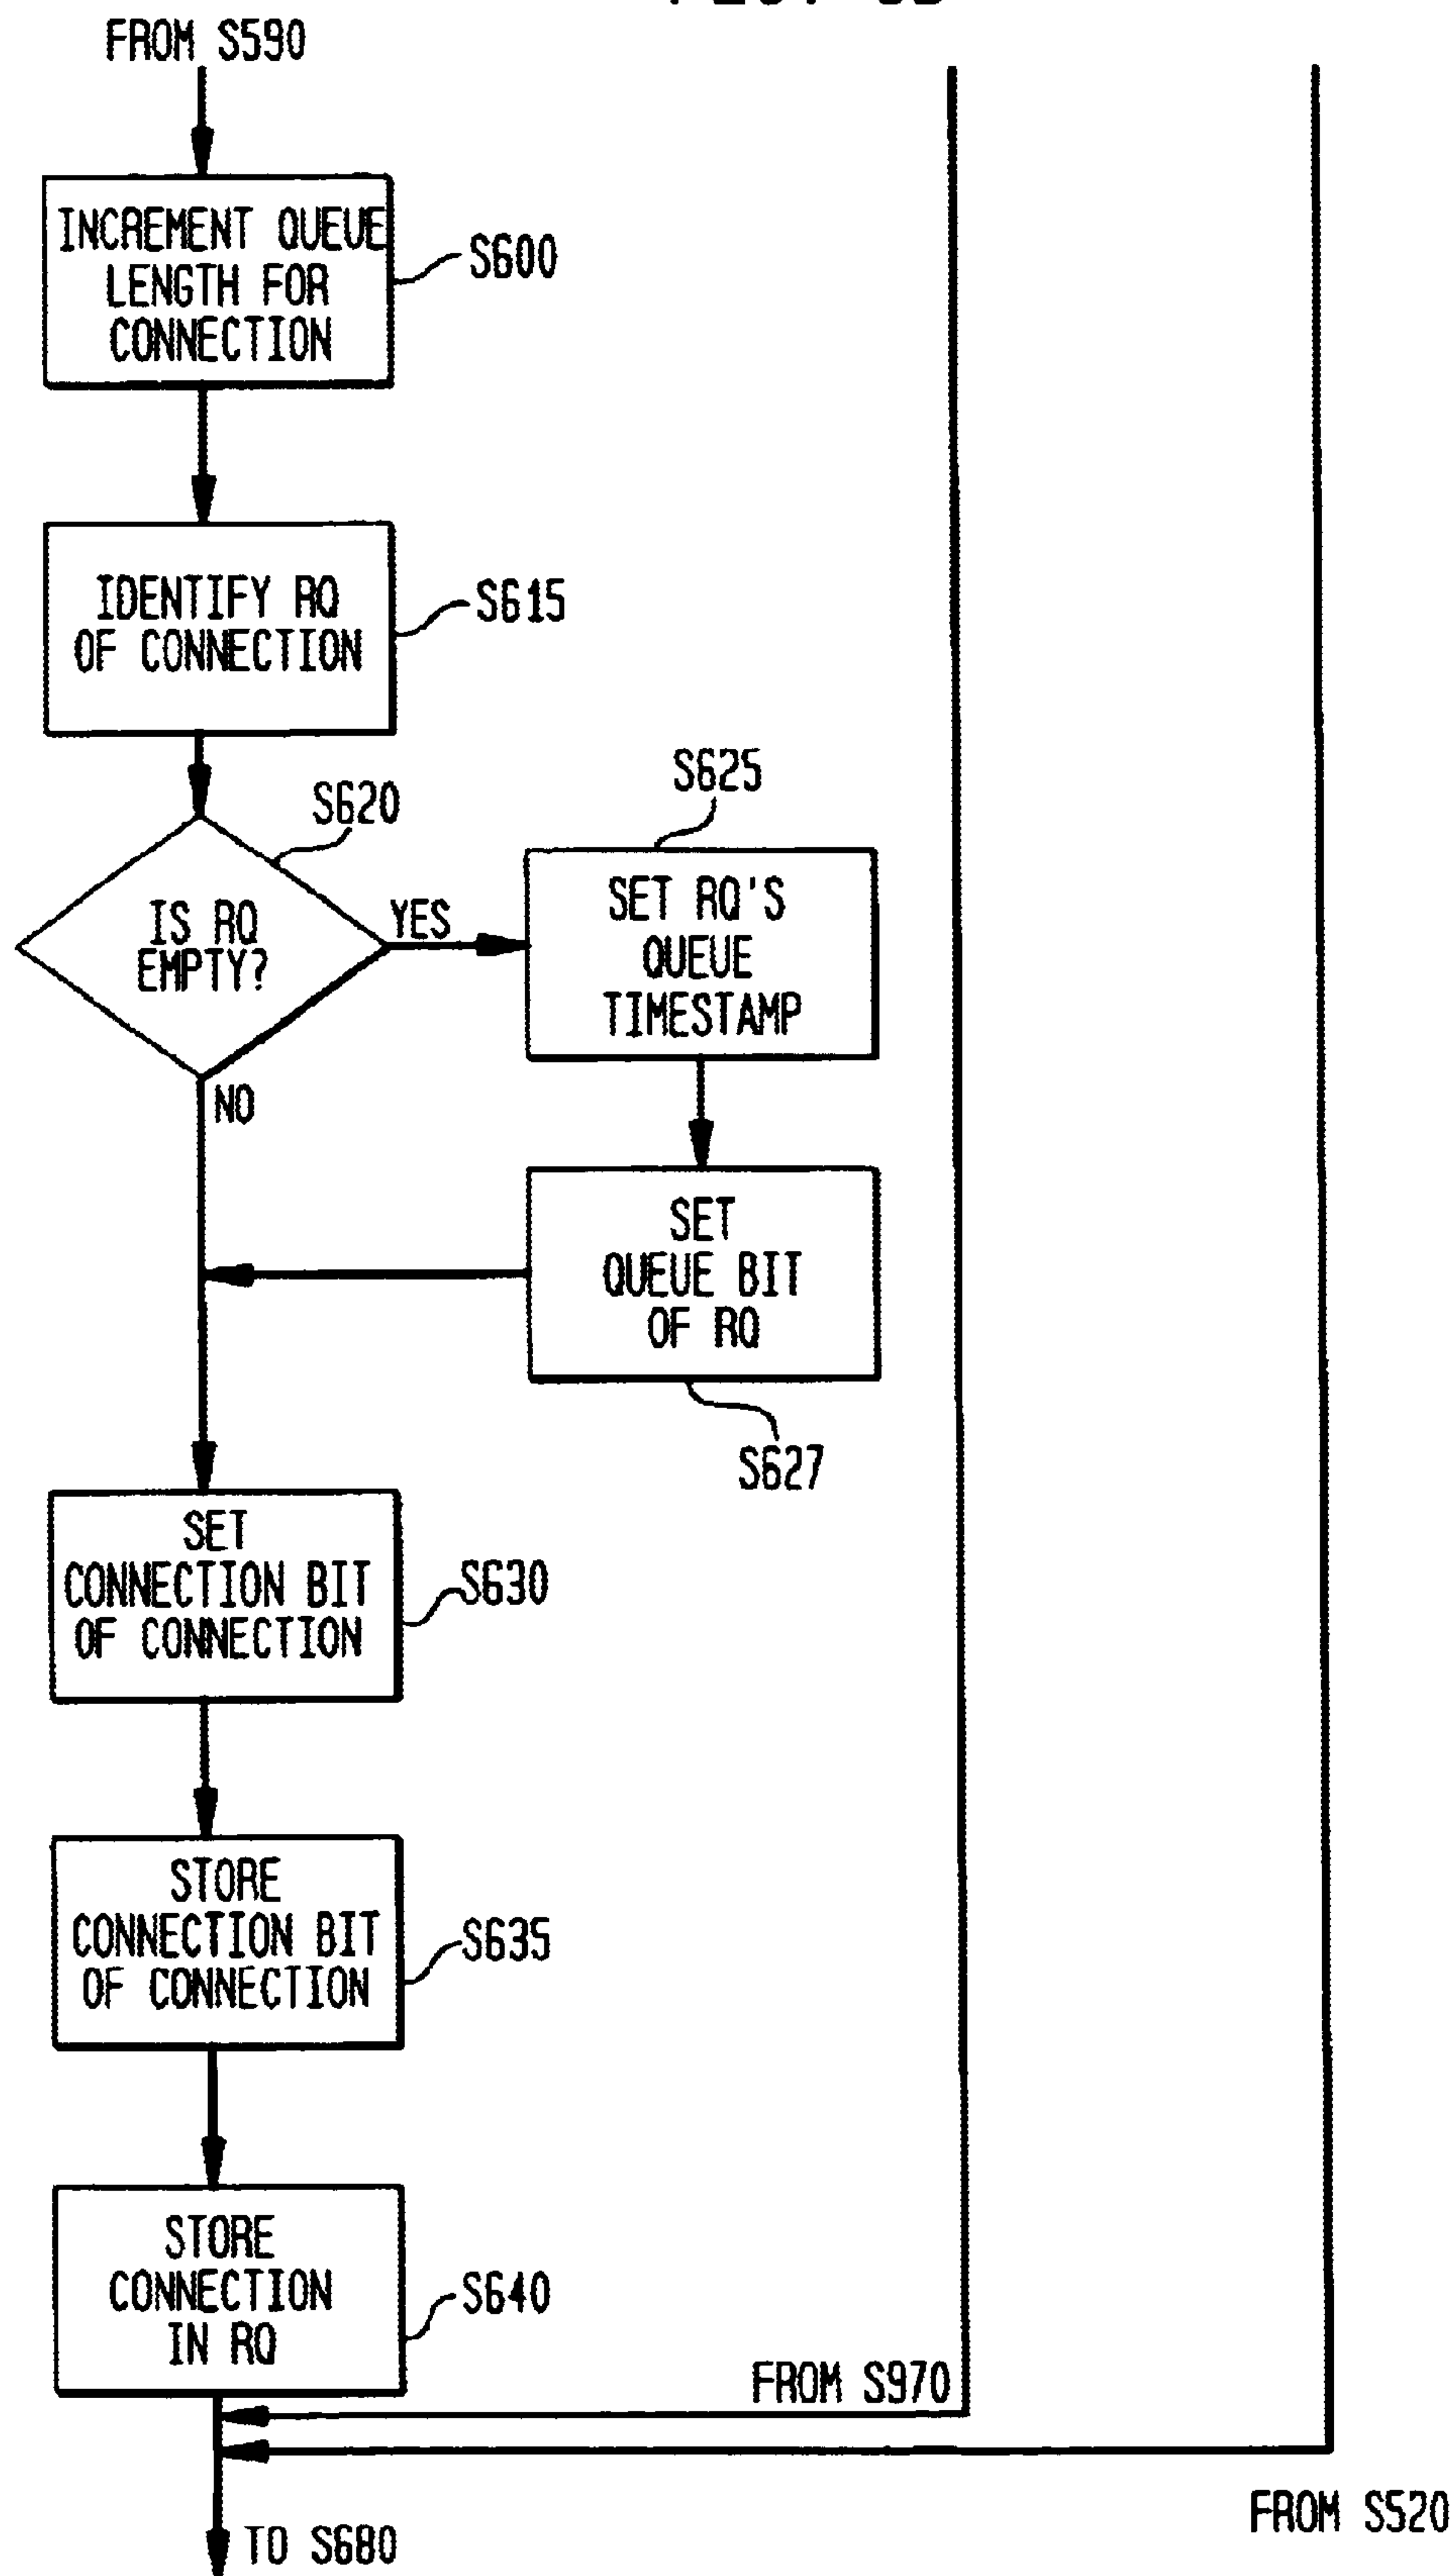 FROM S590
INCREMENT QUEUE
LENGTH FOR
CONNECTION
S600
IDENTIFY RQ
OF CONNECTION
S615
S620
IS RQ
EMPTY?
YES
NO
S625
SET RQ'S
QUEUE
TIMESTAMP
SET
QUEUE BIT
OF RQ
S627
SET
CONNECTION BIT
OF CONNECTION
S630
STORE
CONNECTION BIT
OF CONNECTION
S635
STORE
CONNECTION
IN RQ
S640
FROM S970
FROM S520
TO S680